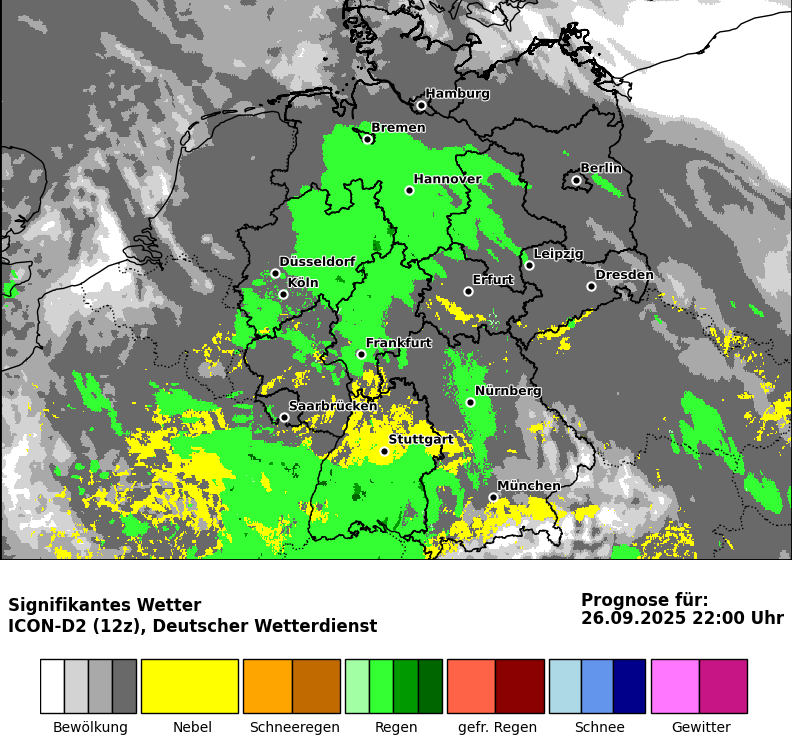 Hamburg
Bremen
Berlin
Hannover
Düsseldorf
Leipzig
Köln
Erfurt
Dresden
Frankfurt
Nürnberg
Saarbrücken
Stuttgart
München
Signifikantes Wetter
ICON-D2 (12z), Deutscher Wetterdienst
Prognose für:
26.09.2025 22:00 Uhr
Bewölkung
Nebel
Schneeregen
Regen
gefr. Regen
Schnee
Gewitter